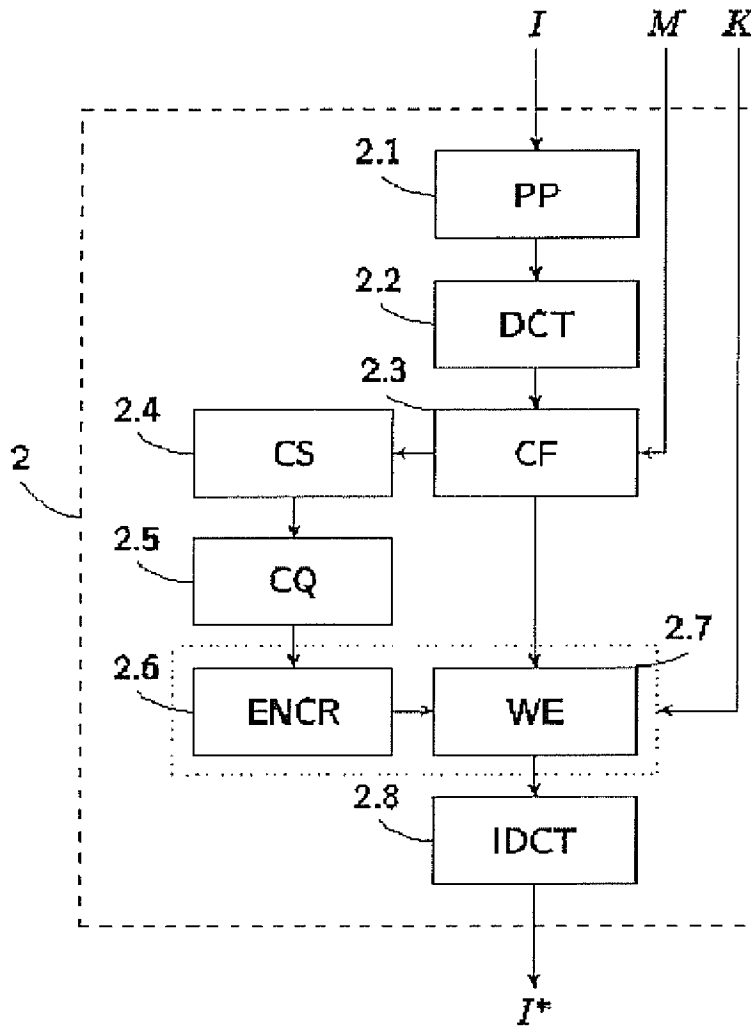 I M K
2.1
PP
2.2
DCT
2.3
2.4
CS
CF
2
2.5
CQ
2.7
2.6
ENCR
WE
2.8
IDCT
I*